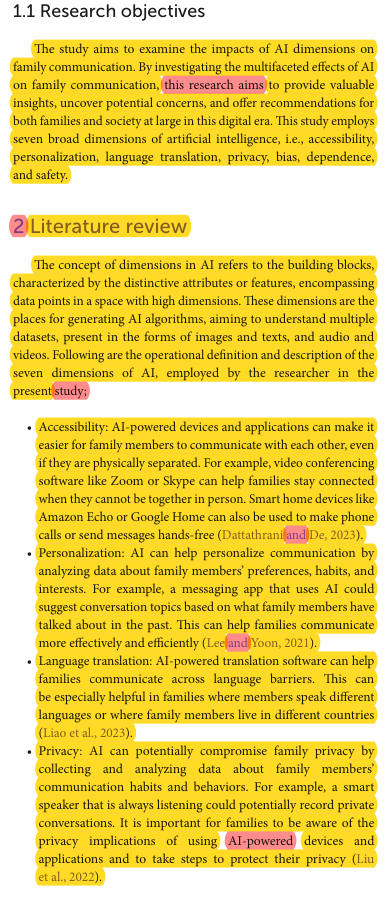 1.1 Research objectives
The study aims to examine the impacts of AI dimensions on
family communication. By investigating the multifaceted effects of AI
on family communication, this research aims to provide valuable
insights, uncover potential concerns, and offer recommendations for
both families and society at large in this digital era. This study employs
seven broad dimensions of artificial intelligence, i.e., accessibility,
personalization, language translation, privacy, bias, dependence,
and safety.
2 Literature review
The concept of dimensions in AI refers to the building blocks,
characterized by the distinctive attributes or features, encompassing
data points in a space with high dimensions. These dimensions are the
places for generating AI algorithms, aiming to understand multiple
datasets, present in the forms of images and texts, and audio and
videos. Following are the operational definition and description of the
seven dimensions of AI, employed by the researcher in the
present study;
• Accessibility: AI-powered devices and applications can make it
easier for family members to communicate with each other, even
if they are physically separated. For example, video conferencing
software like Zoom or Skype can help families stay connected
when they cannot be together in person. Smart home devices like
Amazon Echo or Google Home can also be used to make phone
calls or send messages hands-free (Dattathrani and De, 2023).
• Personalization: AI can help personalize communication by
analyzing data about family members' preferences, habits, and
interests. For example, a messaging app that uses AI could
suggest conversation topics based on what family members have
talked about in the past. This can help families communicate
more effectively and efficiently (Lee and Yoon, 2021).
• Language translation: AI-powered translation software can help
families communicate across language barriers. This can
be especially helpful in families where members speak different
languages or where family members live in different countries
(Liao et al., 2023).
• Privacy: AI can potentially compromise family privacy by
collecting and analyzing data about family members'
communication habits and behaviors. For example, a smart
speaker that is always listening could potentially record private
conversations. It is important for families to be aware of the
privacy implications of using AI-powered devices and
applications and to take steps to protect their privacy (Liu
et al., 2022).